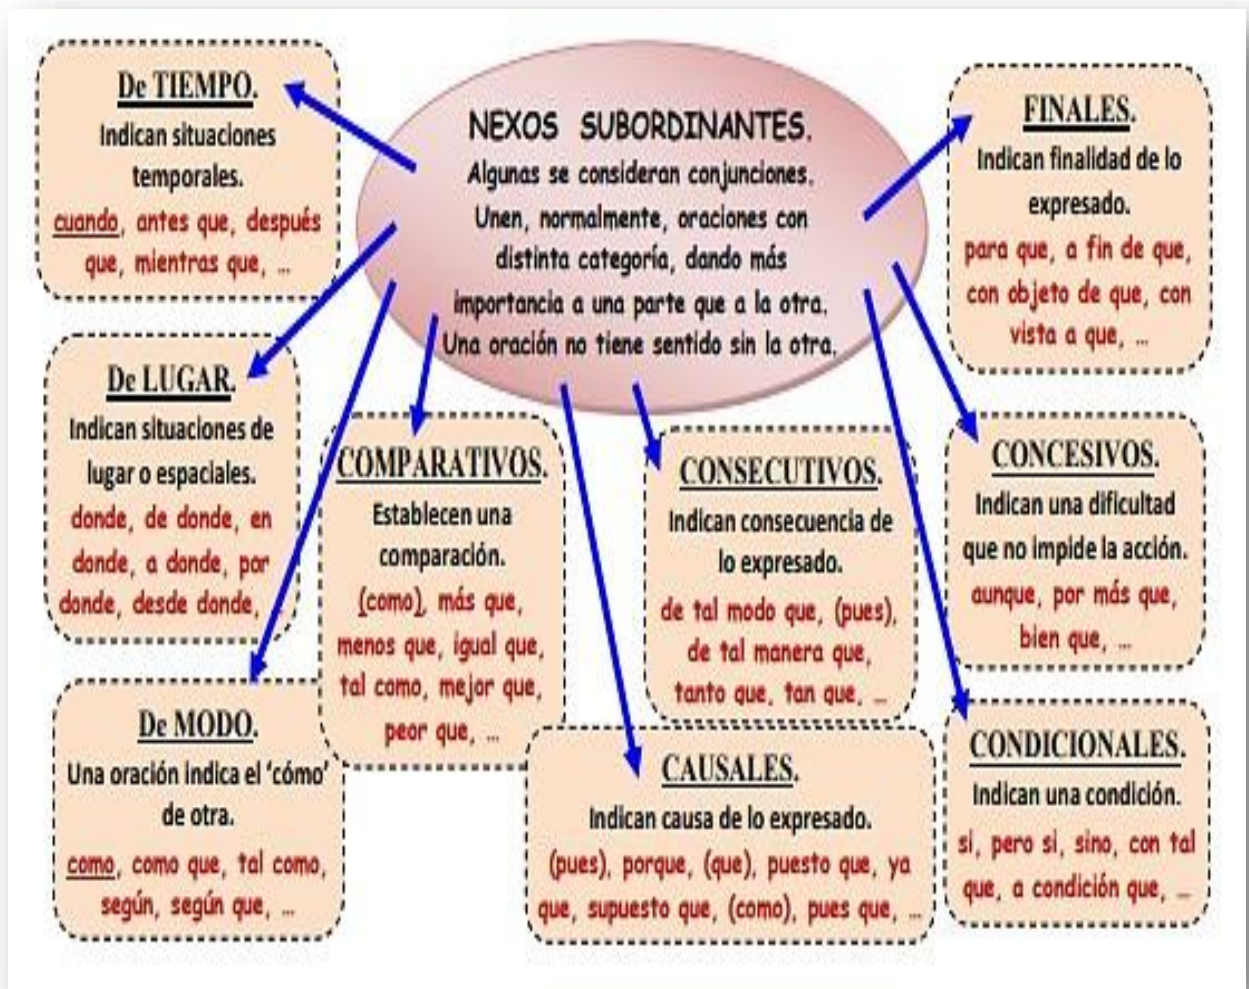 NEXOS SUBORDINANTES.
Algunas se consideran conjunciones.
Unen, normalmente, oraciones con
distinta categoría, dando más
importancia a una parte que a la otra.
Una oración no tiene sentido sin la otra.
De TIEMPO.
Indican situaciones
temporales.
cuando, antes que, después
que, mientras que, ...
De LUGAR.
Indican situaciones de
lugar o espaciales.
donde, de donde, en
donde, a donde, por
donde, desde donde,
De MODO.
Una oración indica el 'cómo'
de otra.
como, como que, tal como,
según, según que, ...
COMPARATIVOS.
Establecen una
comparación.
(como), más que,
menos que, igual que,
tal como, mejor que,
peor que, ...
CAUSALES.
Indican causa de lo expresado.
(pues), porque, (que), puesto que, ya
que, supuesto que, (como), pues que, ...
CONSECUTIVOS.
Indican consecuencia de
lo expresado.
de tal modo que, (pues),
de tal manera que,
tanto que, tan que, ...
FINALES.
Indican finalidad de lo
expresado.
para que, a fin de que,
con objeto de que, con
vista a que, ...
CONCESIVOS.
Indican una dificultad
que no impide la acción.
aunque, por más que,
bien que, ...
CONDICIONALES.
Indican una condición.
si, pero si, sino, con tal
que, a condición que, ...